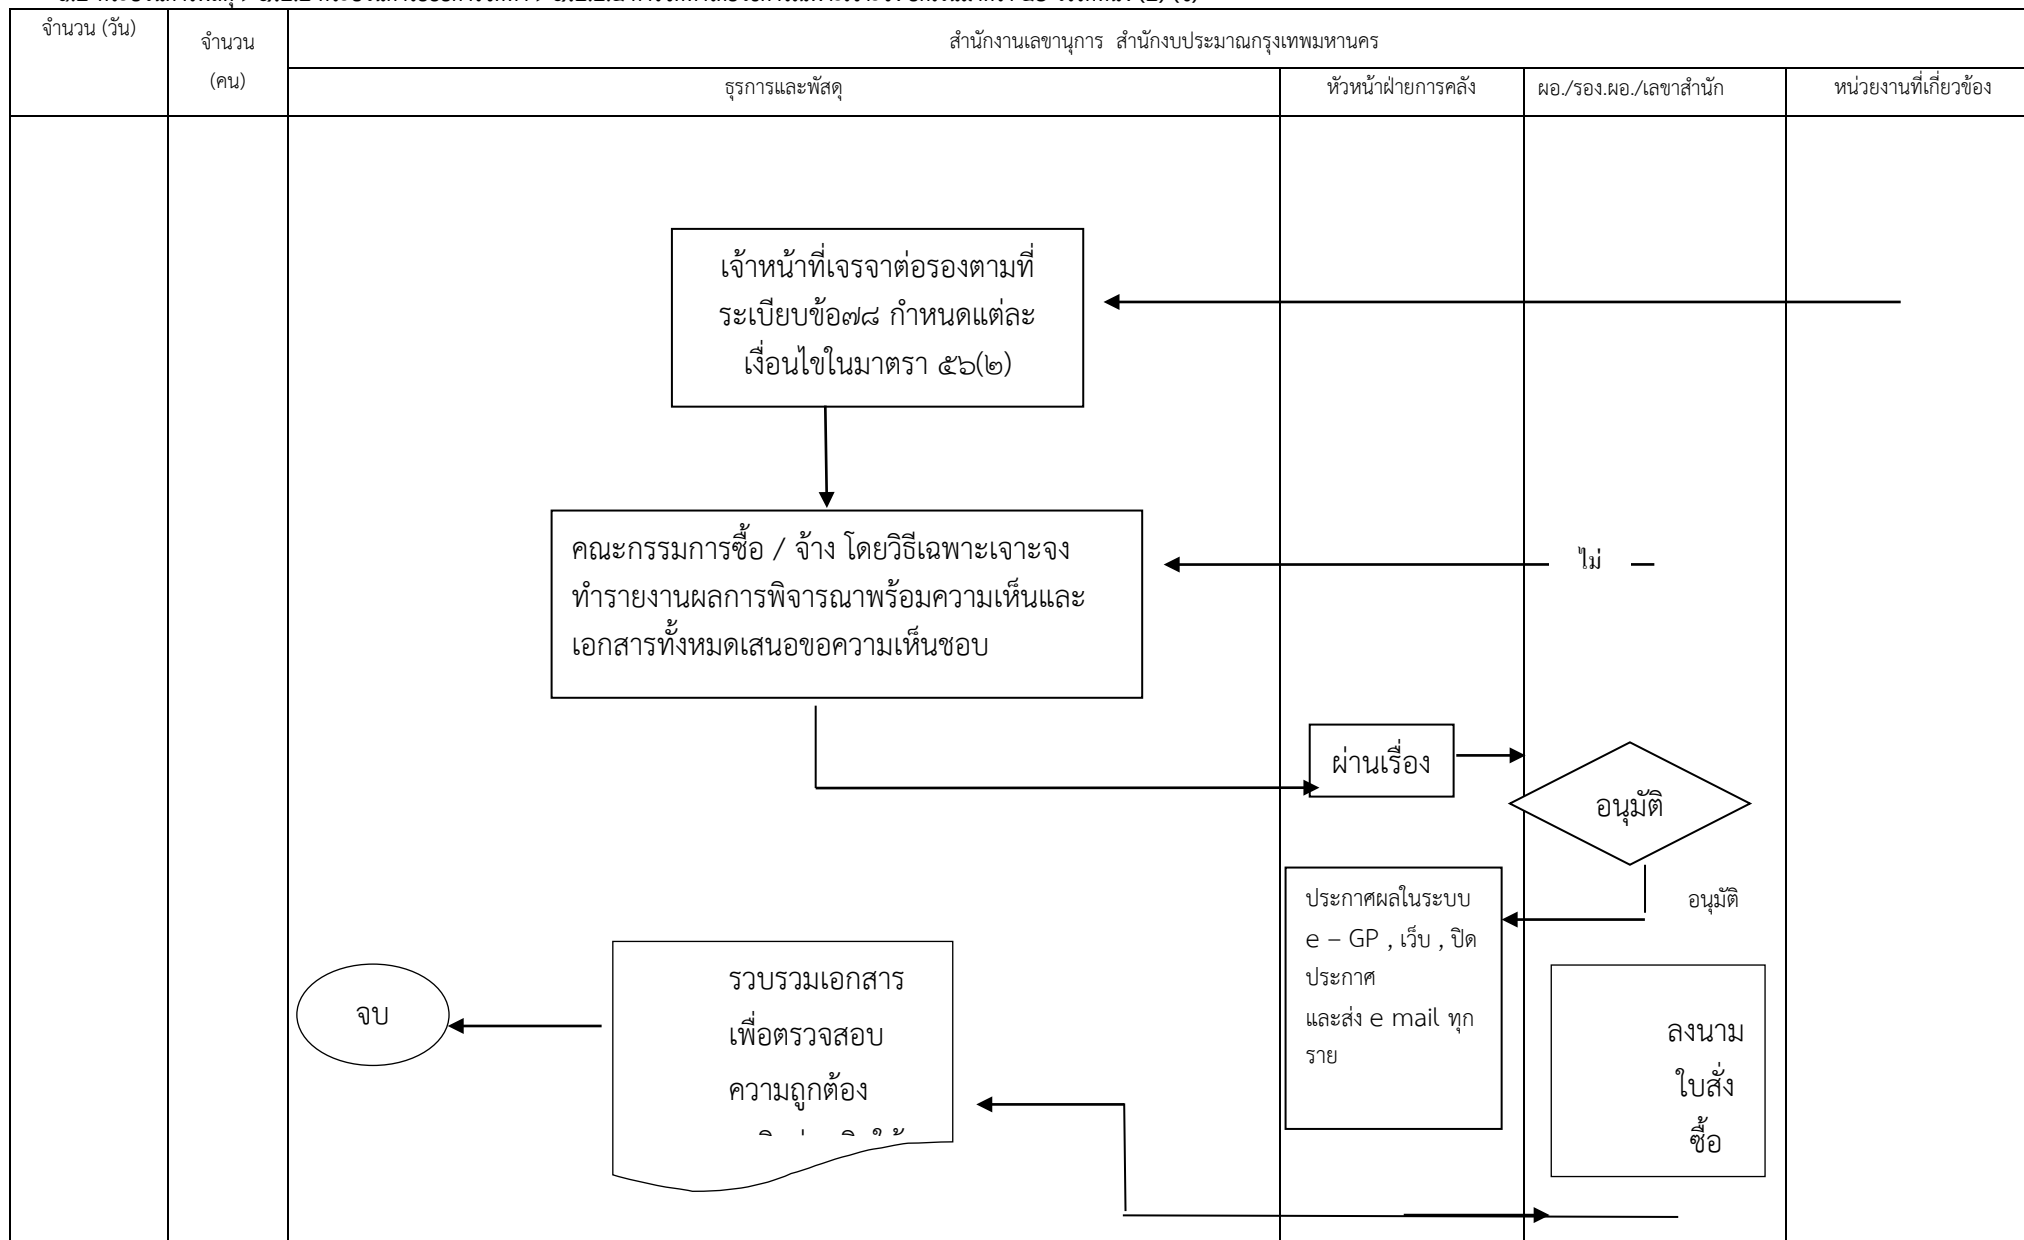 จำนวน (วัน)
จำนวน
(คน)
สำนักงานเลขานุการ สำนักงบประมาณกรุงเทพมหานคร
ธุรการและพัสดุ
หัวหน้าฝ่ายการคลัง
ผอ./รอง.ผอ./เลขาสำนัก
หน่วยงานที่เกี่ยวข้อง
เจ้าหน้าที่เจรจาต่อรองตามที่
ระเบียบข้อ๗๘ กำหนดแต่ละ
เงื่อนไขในมาตรา ๕๖(๒)
คณะกรรมการซื้อ / จ้าง โดยวิธีเฉพาะเจาะจง
ทำรายงานผลการพิจารณาพร้อมความเห็นและ
เอกสารทั้งหมดเสนอขอความเห็นชอบ
ไม่
ผ่านเรื่อง
อนุมัติ
อนุมัติ
ประกาศผลในระบบ
e – GP , เว็บ , ปิด
ประกาศ
และส่ง e mail ทุก
ราย
รวบรวมเอกสาร
เพื่อตรวจสอบ
ความถูกต้อง
จบ
ลงนาม
ใบสั่ง
ซื้อ